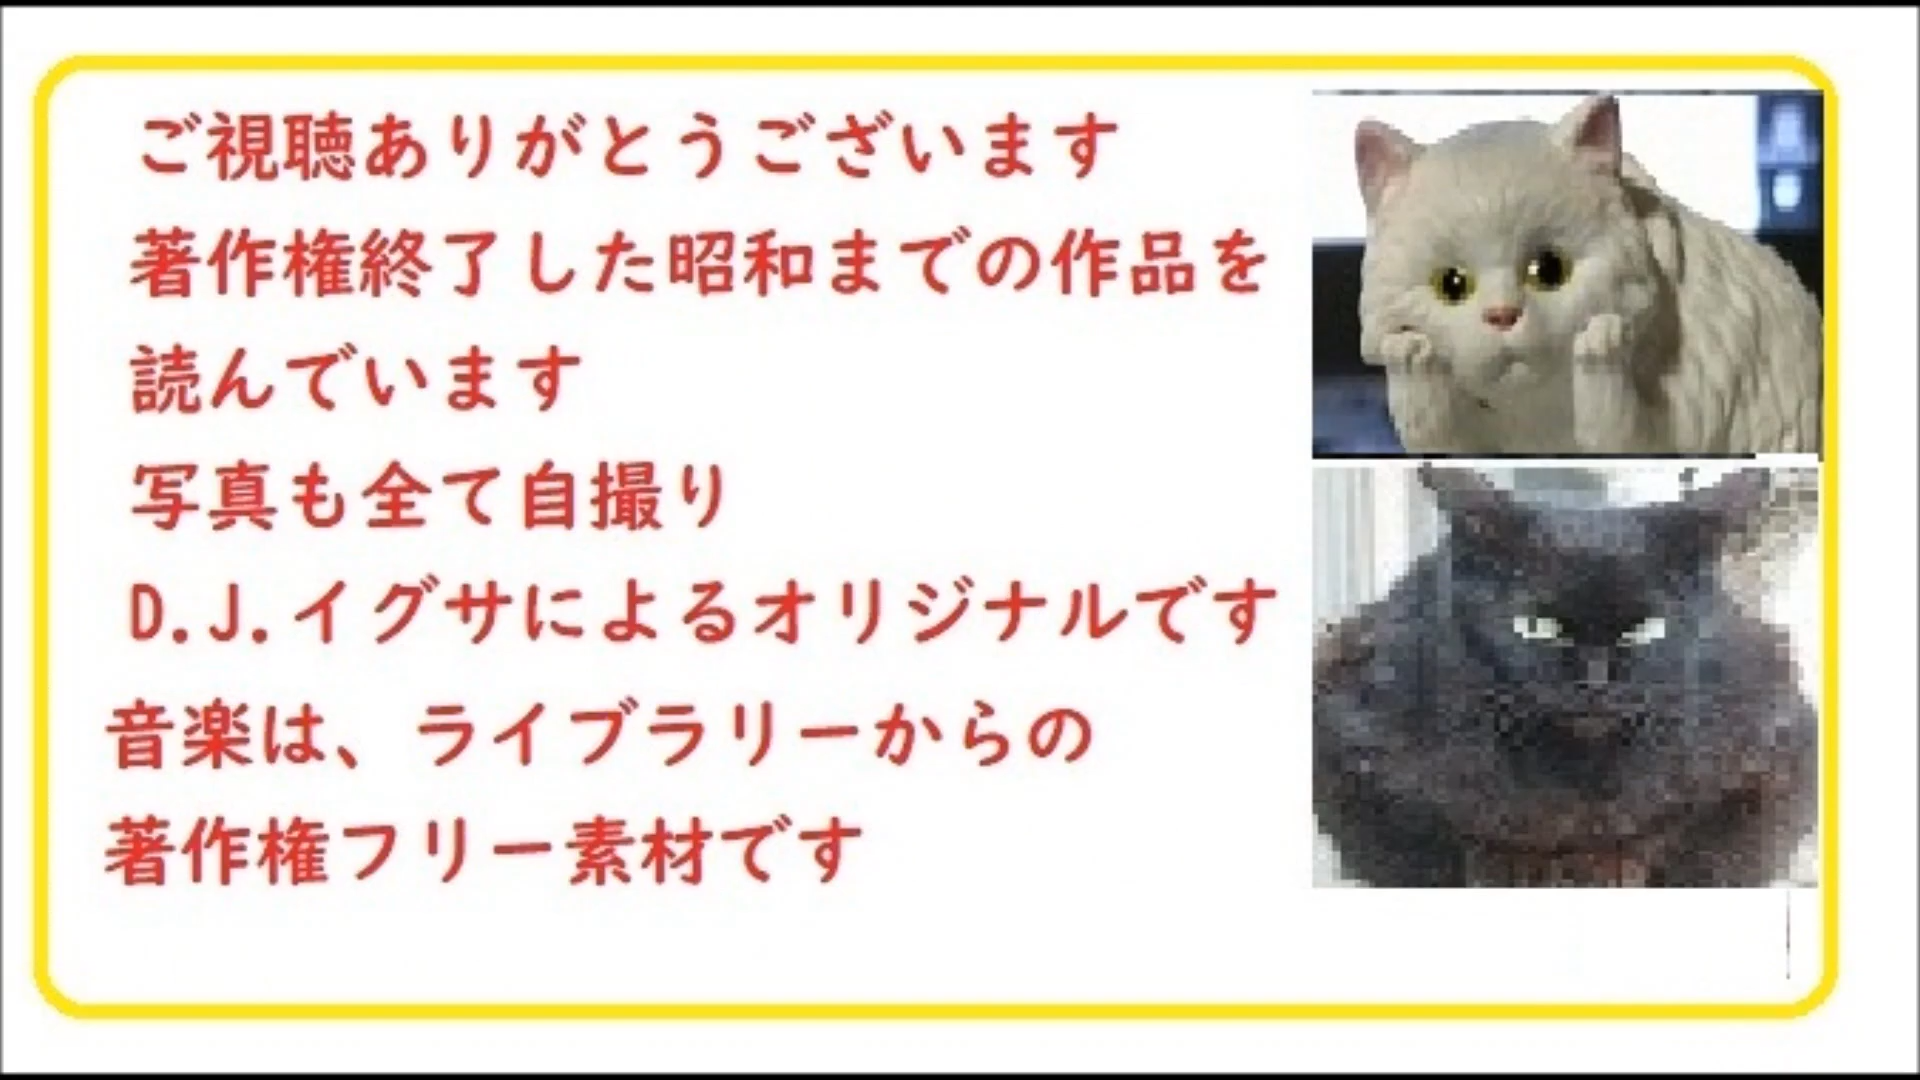 ご視聴ありがとうございます
著作権終了した昭和までの作品を
読んでいます
写真も全て自撮り
D.J.イグサによるオリジナルです
音楽は、ライブラリーからの
著作権フリー素材です